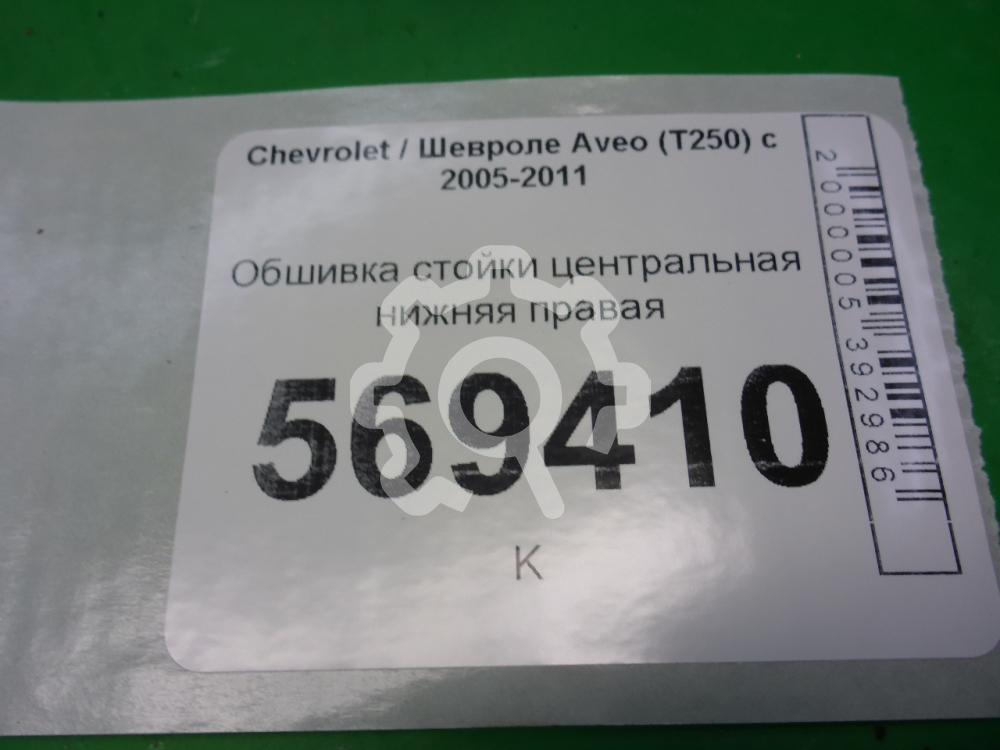 Chevrolet / Шевроле Aveo (T250) с
2005-2011
Обшивка стойки центральная
нижняя правая
569410
К
2000005392986